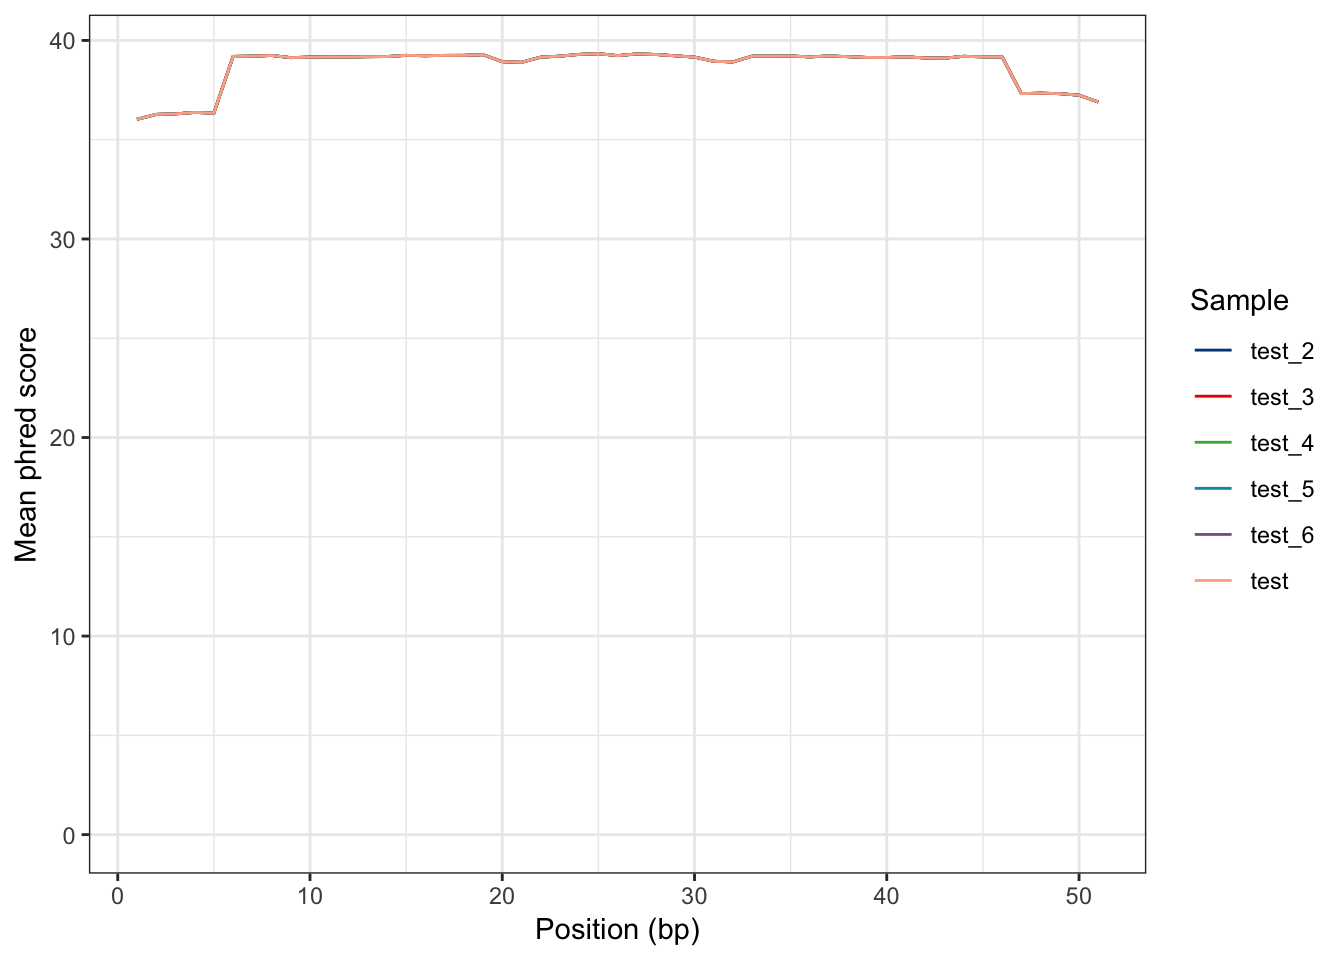 40
30
20
10
0
Mean phred score
0 10 20 30 40 50
Position (bp)
Sample
test_2
test_3
test_4
test_5
test_6
test